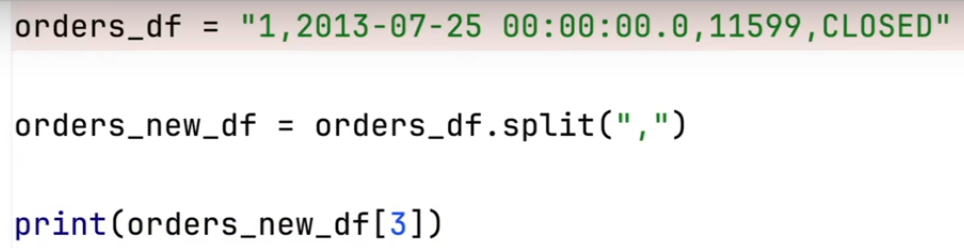 orders_df = "1,2013-07-25 00:00:00.0,11599,CLOSED"
orders_new_df = orders_df.split(",")
print(orders_new_df[3])